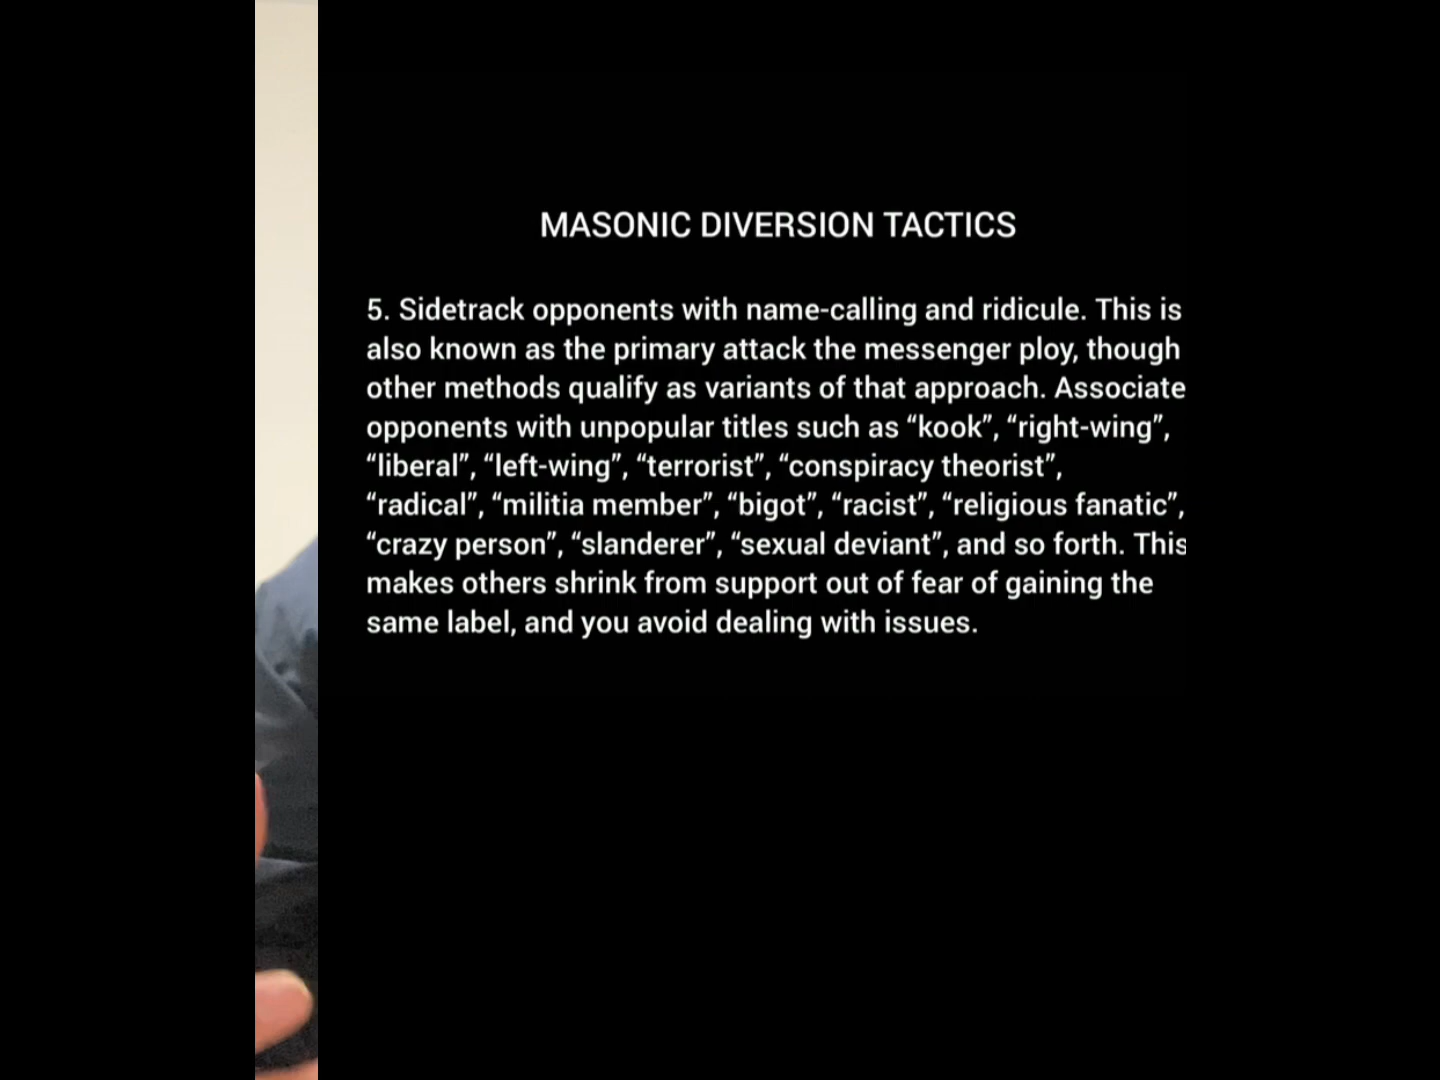 MASONIC DIVERSION TACTICS
5. Sidetrack opponents with name-calling and ridicule. This is
also known as the primary attack the messenger ploy, though
other methods qualify as variants of that approach. Associate
opponents with unpopular titles such as “kook”, “right-wing”,
“liberal”, “left-wing”, “terrorist”, “conspiracy theorist”,
“radical”, “militia member”, “bigot”, “racist”, “religious fanatic”,
“crazy person”, “slanderer”, “sexual deviant”, and so forth. This
makes others shrink from support out of fear of gaining the
same label, and you avoid dealing with issues.